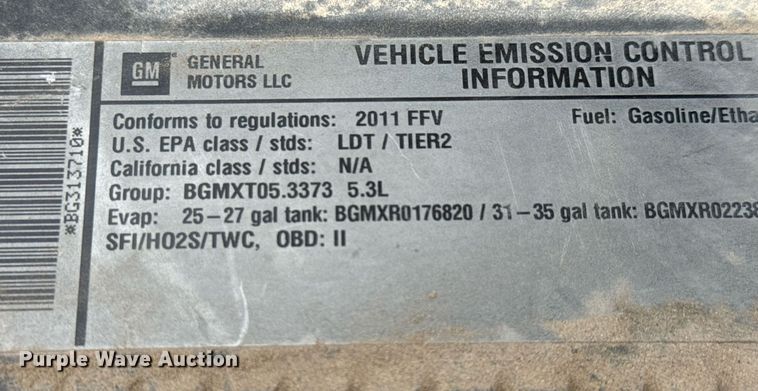 GM
GENERAL
MOTORS LLC
VEHICLE EMISSION CONTROL
INFORMATION
*BG313710*
Conforms to regulations: 2011 FFV Fuel: Gasoline/Etha
U.S. EPA class / stds: LDT / TIER2
California class / stds: N/A
Group: BGMXT05.3373 5.3L
Evap: 25-27 gal tank: BGMXR0176820 / 31-35 gal tank: BGMXR02238
SFI/HO2S/TWC, OBD: II
Purple Wave Auction